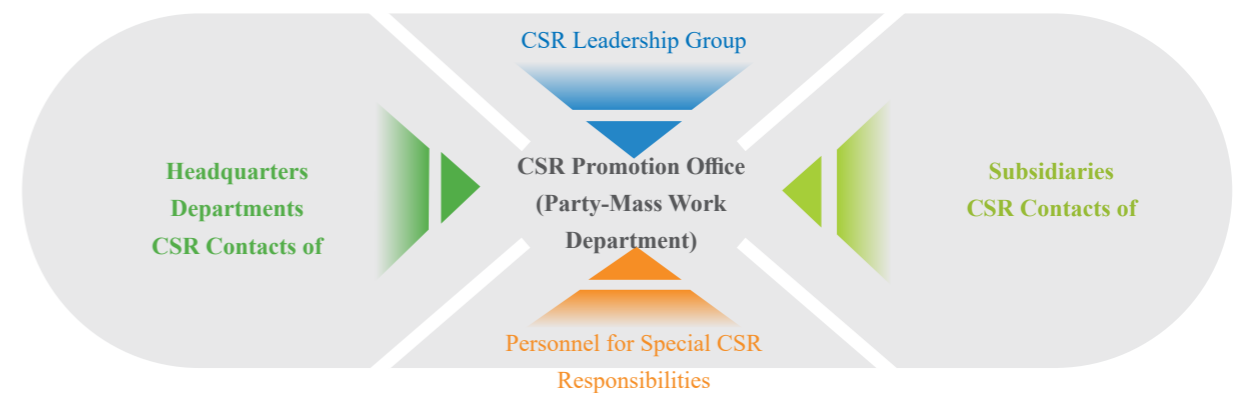 CSR Leadership Group
Headquarters
Departments
CSR Contacts of
CSR Promotion Office
(Party-Mass Work
Department)
Subsidiaries
CSR Contacts of
Personnel for Special CSR
Responsibilities